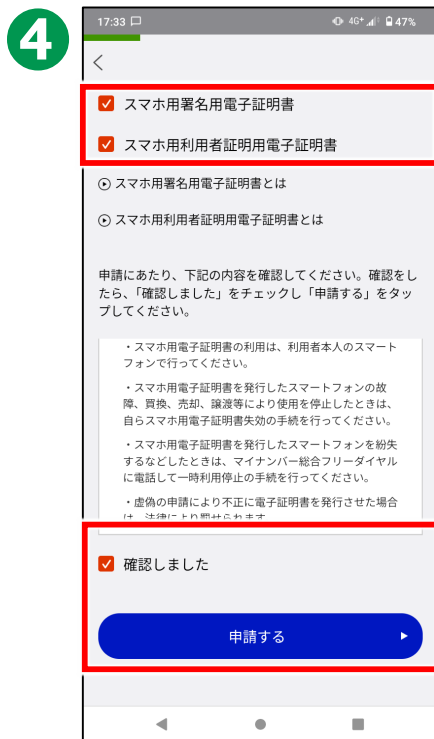 4
17:33 4G+ 47%
スマホ用署名用電子証明書
スマホ用利用者証明用電子証明書
スマホ用署名用電子証明書とは
スマホ用利用者証明用電子証明書とは
申請にあたり、下記の内容を確認してください。確認をし
たら、「確認しました」をチェックし「申請する」をタッ
プしてください。
・スマホ用電子証明書の利用は、利用者本人のスマート
フォンで行ってください。
・スマホ用電子証明書を発行したスマートフォンの故
障、買換、売却、譲渡等により使用を停止したときは、
自らスマホ用電子証明書失効の手続を行ってください。
・スマホ用電子証明書を発行したスマートフォンを紛失
するなどしたときは、マイナンバー総合フリーダイヤル
に電話して一時利用停止の手続を行ってください。
・虚偽の申請により不正に電子証明書を発行させた場合
は、法律により罰せられます
確認しました
申請する